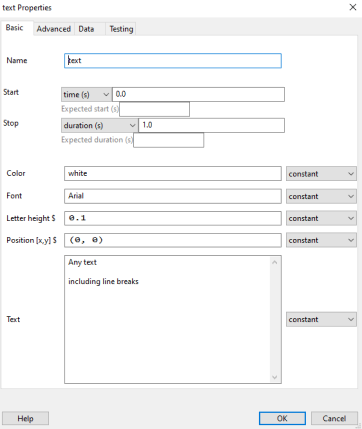 text Properties
Basic Advanced Data Testing
Name text
Start time (s) 0.0
Expected start (s)
Stop duration (s) 1.0
Expected duration (s)
Color white constant
Font Arial constant
Letter height $ 0.1 constant
Position [x,y] $ (0, 0) constant
Any text
including line breaks
Text constant
Help OK Cancel